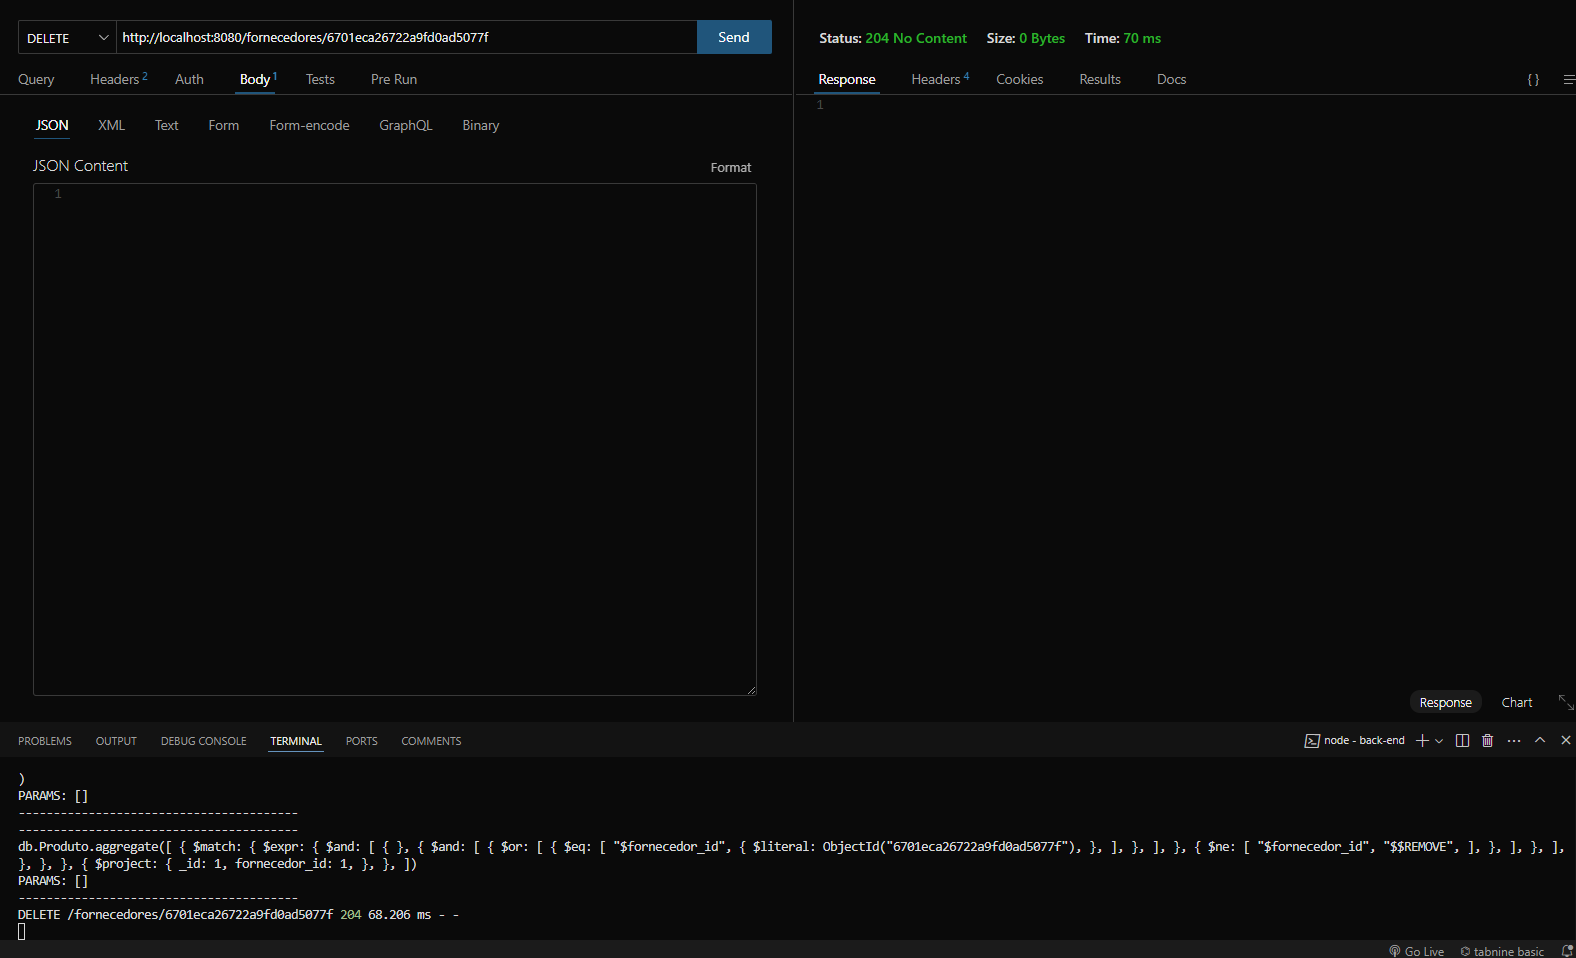 DELETE http://localhost:8080/fornecedores/6701eca26722a9fd0ad5077f Send
Query Headers 2 Auth Body 1 Tests Pre Run
JSON XML Text Form Form-encode GraphQL Binary
JSON Content Format
1
Status: 204 No Content Size: 0 Bytes Time: 70 ms
Response Headers 4 Cookies Results Docs { }
1
Response Chart
PROBLEMS OUTPUT DEBUG CONSOLE TERMINAL PORTS COMMENTS node - back-end
)
PARAMS: []
----------------------------------------
----------------------------------------
db.Produto.aggregate([ { $match: { $expr: { $and: [ { }, { $and: [ { $or: [ { $eq: [ "$fornecedor_id", { $literal: ObjectId("6701eca26722a9fd0ad5077f"), }, ], }, ], }, { $ne: [ "$fornecedor_id", "$$REMOVE", ], }, ], }, ],
}, }, }, { $project: { _id: 1, fornecedor_id: 1, }, }, ])
PARAMS: []
----------------------------------------
DELETE /fornecedores/6701eca26722a9fd0ad5077f 204 68.206 ms - -
Go Live tabnine basic